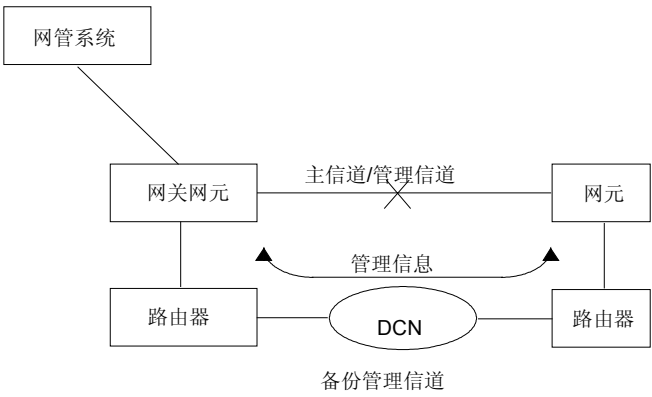 网管系统
网关网元
主信道/管理信道
网元
管理信息
路由器
DCN
路由器
备份管理信道